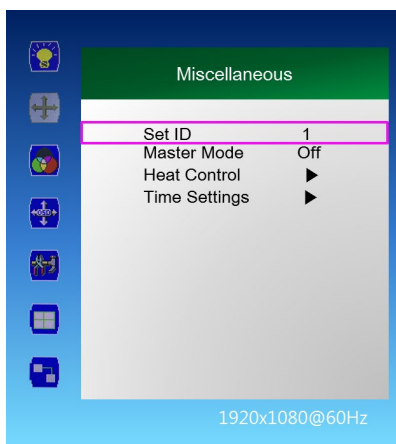 Miscellaneous
Set ID 1
Master Mode Off
Heat Control ▶
Time Settings ▶
1920x1080@60Hz